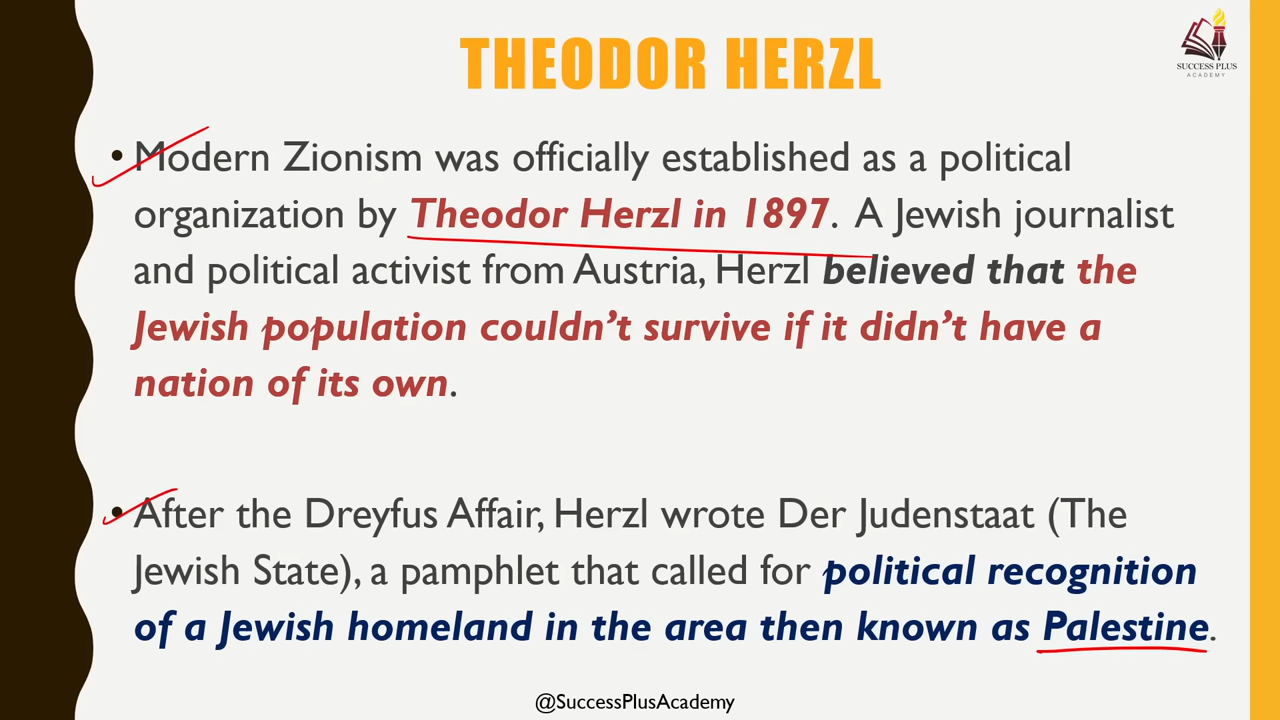 THEODOR HERZL
SUCCESS PLUS
ACADEMY
• Modern Zionism was officially established as a political
organization by Theodor Herzl in 1897. A Jewish journalist
and political activist from Austria, Herzl believed that the
Jewish population couldn't survive if it didn't have a
nation of its own.
• After the Dreyfus Affair, Herzl wrote Der Judenstaat (The
Jewish State), a pamphlet that called for political recognition
of a Jewish homeland in the area then known as Palestine.
@SuccessPlusAcademy